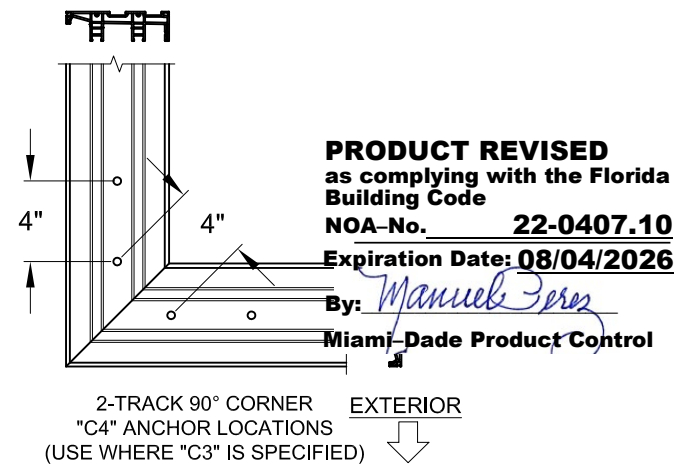 PRODUCT REVISED
as complying with the Florida
Building Code
NOA–No. 22-0407.10
Expiration Date: 08/04/2026
By: Manuel Perez
Miami–Dade Product Control
4"
4"
2-TRACK 90° CORNER
"C4" ANCHOR LOCATIONS
(USE WHERE "C3" IS SPECIFIED)
EXTERIOR